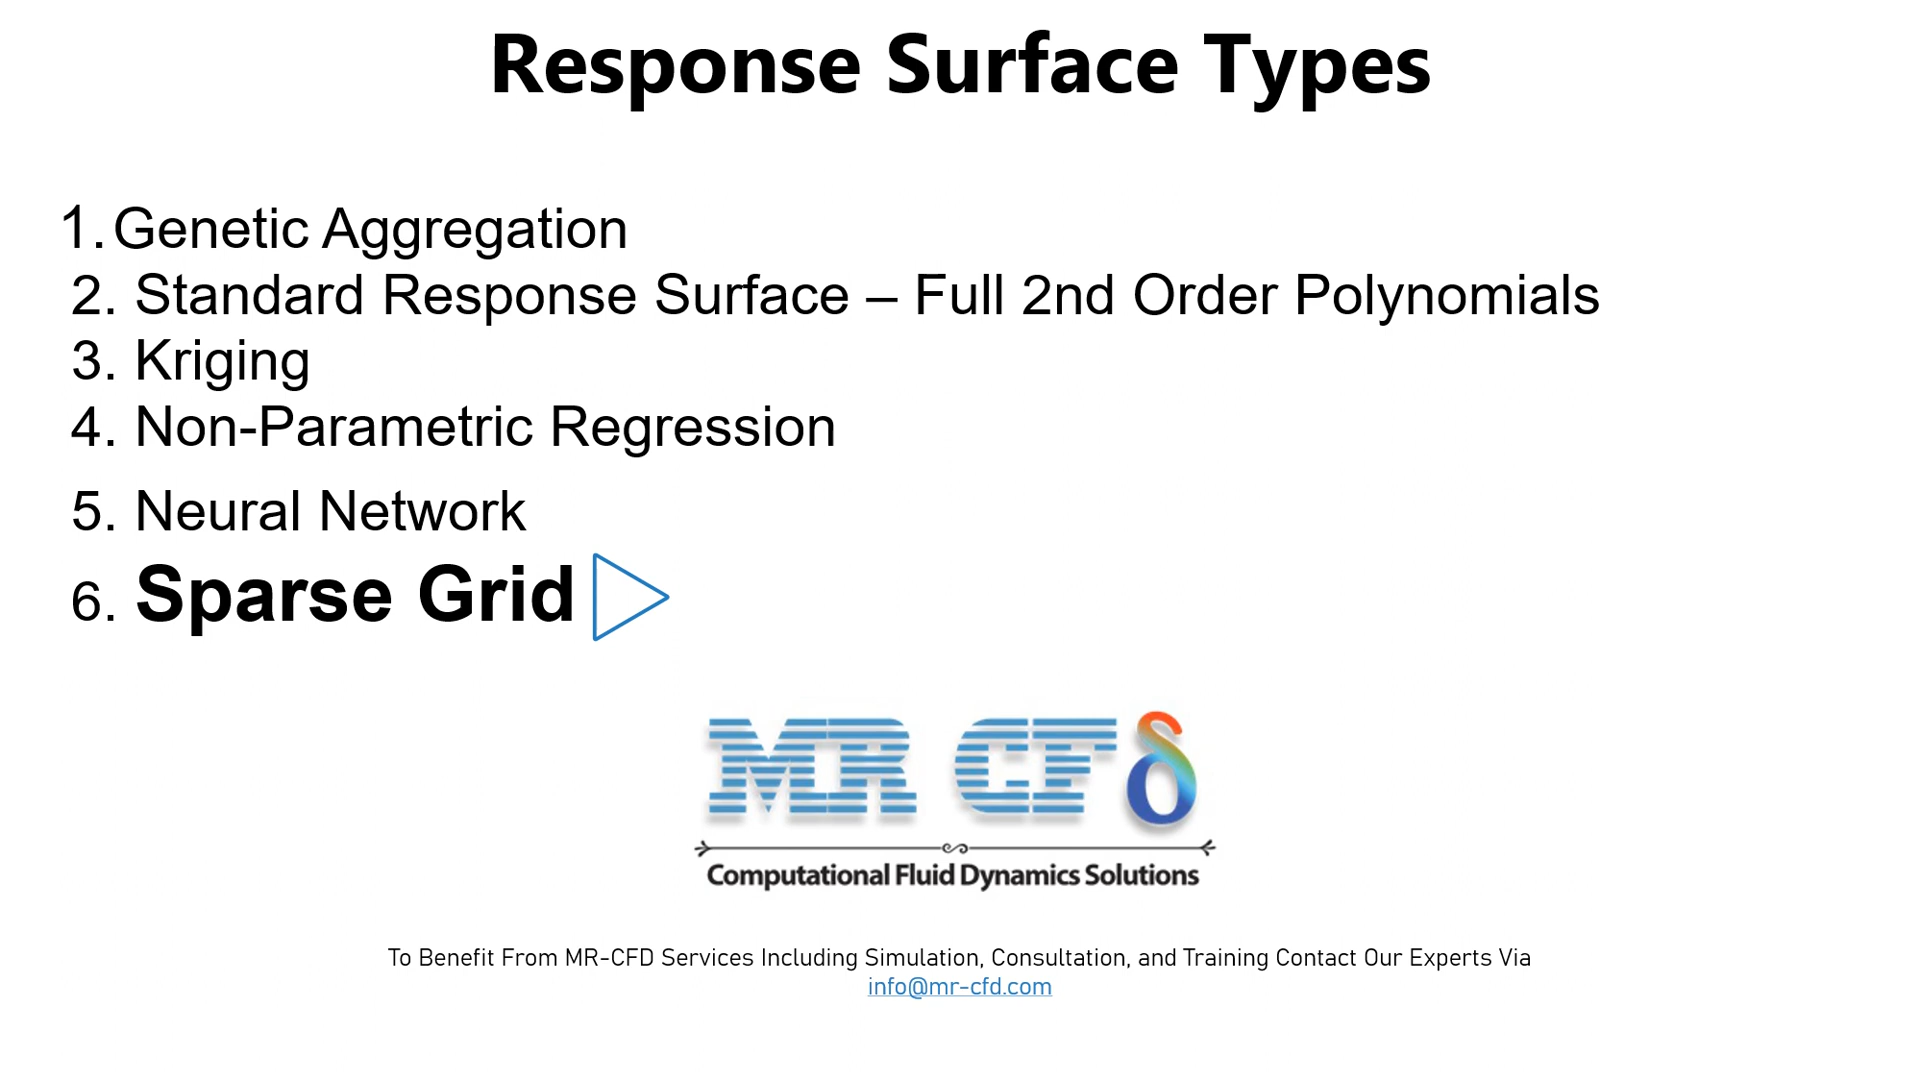 Response Surface Types
1. Genetic Aggregation
2. Standard Response Surface – Full 2nd Order Polynomials
3. Kriging
4. Non-Parametric Regression
5. Neural Network
6. Sparse Grid
MR CFδ
Computational Fluid Dynamics Solutions
To Benefit From MR-CFD Services Including Simulation, Consultation, and Training Contact Our Experts Via
info@mr-cfd.com